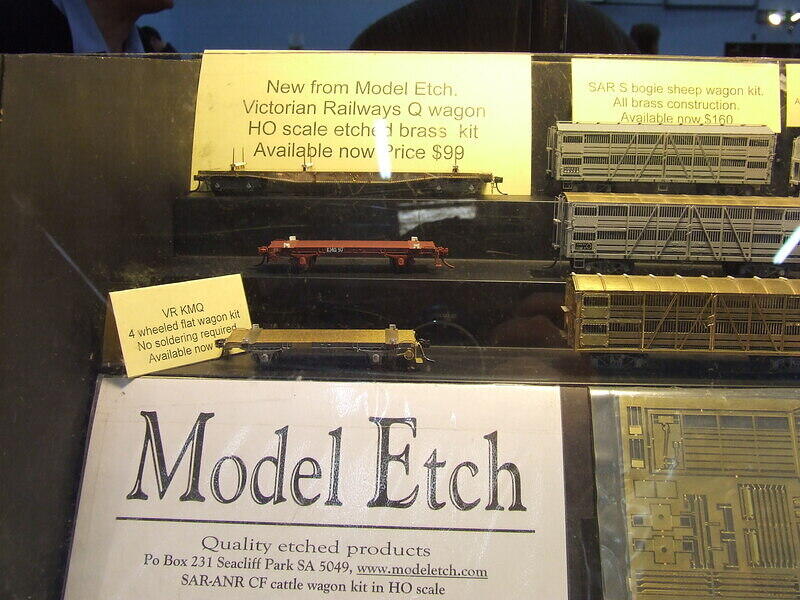 New from Model Etch.
Victorian Railways Q wagon
HO scale etched brass kit
Available now Price $99
SAR S bogie sheep wagon kit.
All brass construction.
Available now $160
VR KMQ
4 wheeled flat wagon kit
No soldering required
Available now
Model Etch
Quality etched products
Po Box 231 Seacliff Park SA 5049, www.modeletch.com
SAR-ANR CF cattle wagon kit in HO scale